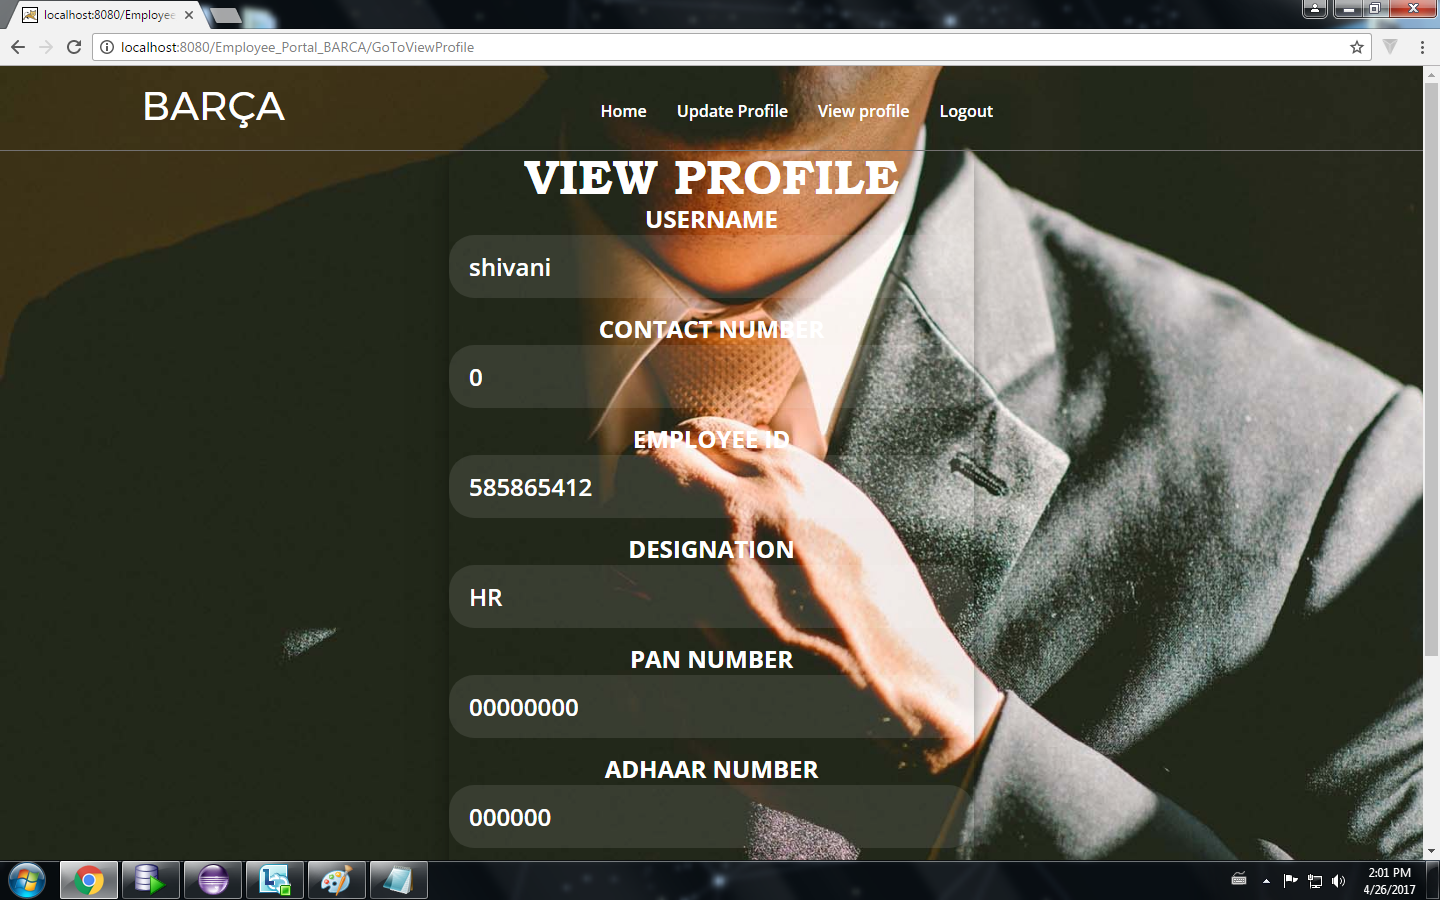 localhost:8080/Employee
localhost:8080/Employee_Portal_BARCA/GoToViewProfile
BARÇA
Home Update Profile View profile Logout
VIEW PROFILE
USERNAME
shivani
CONTACT NUMBER
0
EMPLOYEE ID
585865412
DESIGNATION
HR
PAN NUMBER
00000000
ADHAAR NUMBER
000000
2:01 PM
4/26/2017